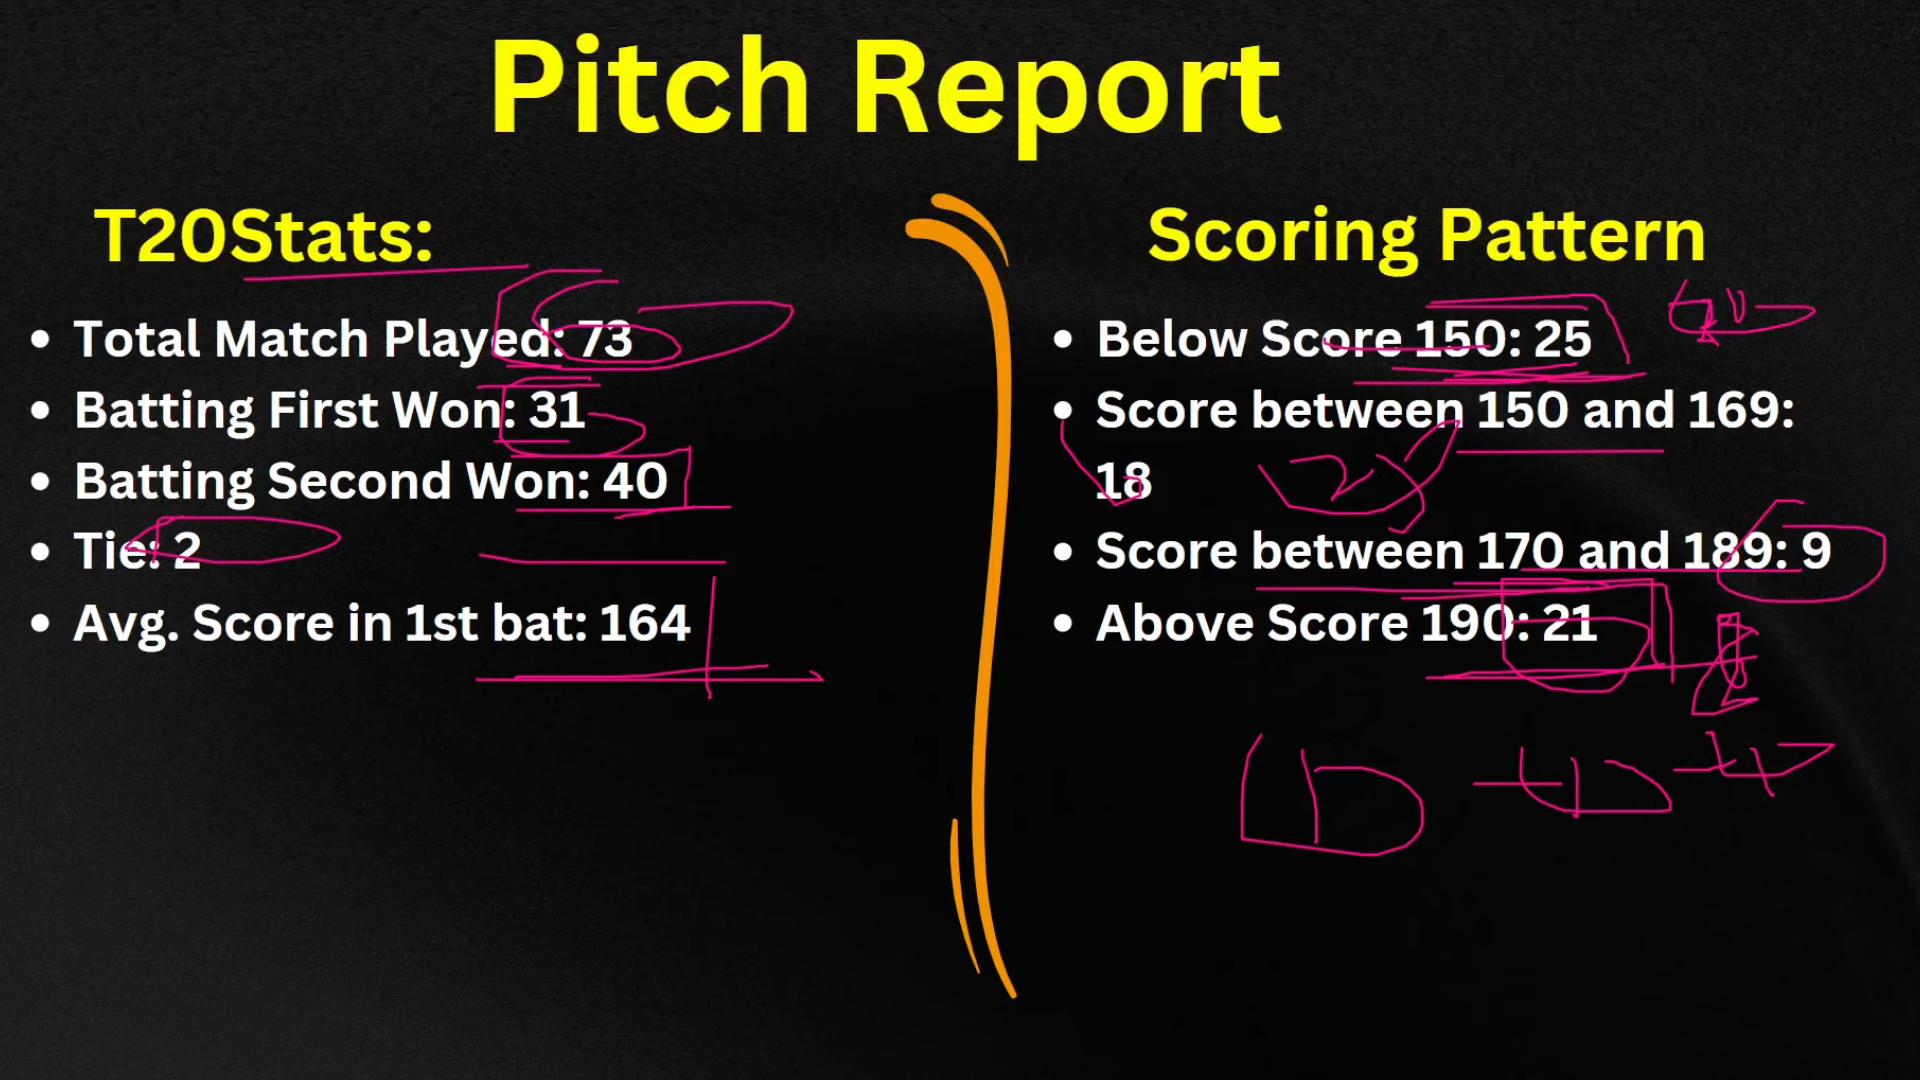 Pitch Report
T20Stats:
Total Match Played: 73
Batting First Won: 31
Batting Second Won: 40
Tie: 2
Avg. Score in 1st bat: 164
Scoring Pattern
Below Score 150: 25
Score between 150 and 169:
18
Score between 170 and 189: 9
Above Score 190: 21